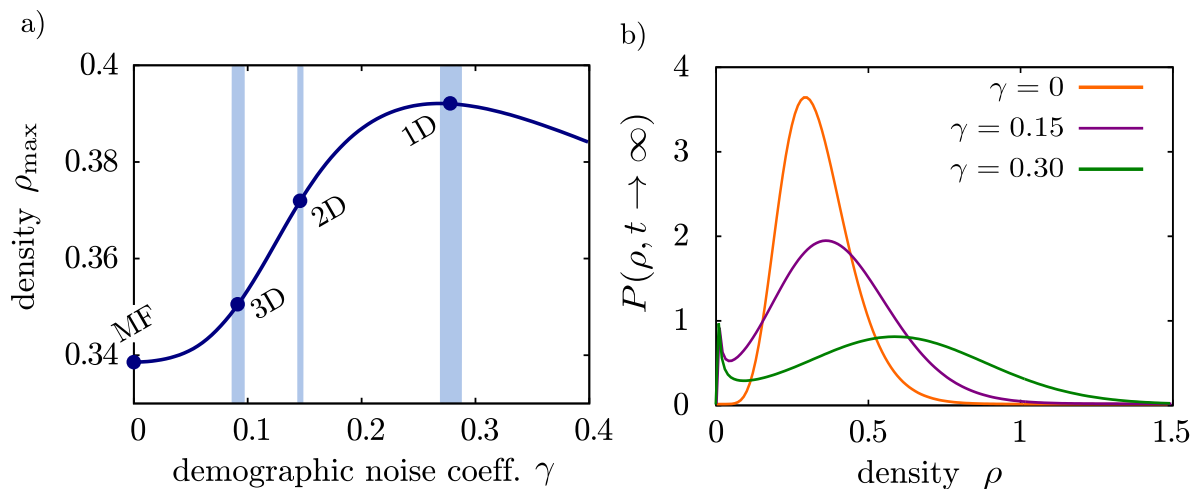 a)
0.4
0.38
0.36
0.34
density ρmax
MF
3D
2D
1D
0 0.1 0.2 0.3 0.4
demographic noise coeff. γ
b)
4
3
2
1
0
P(ρ, t → ∞)
γ = 0
γ = 0.15
γ = 0.30
0 0.5 1 1.5
density ρ